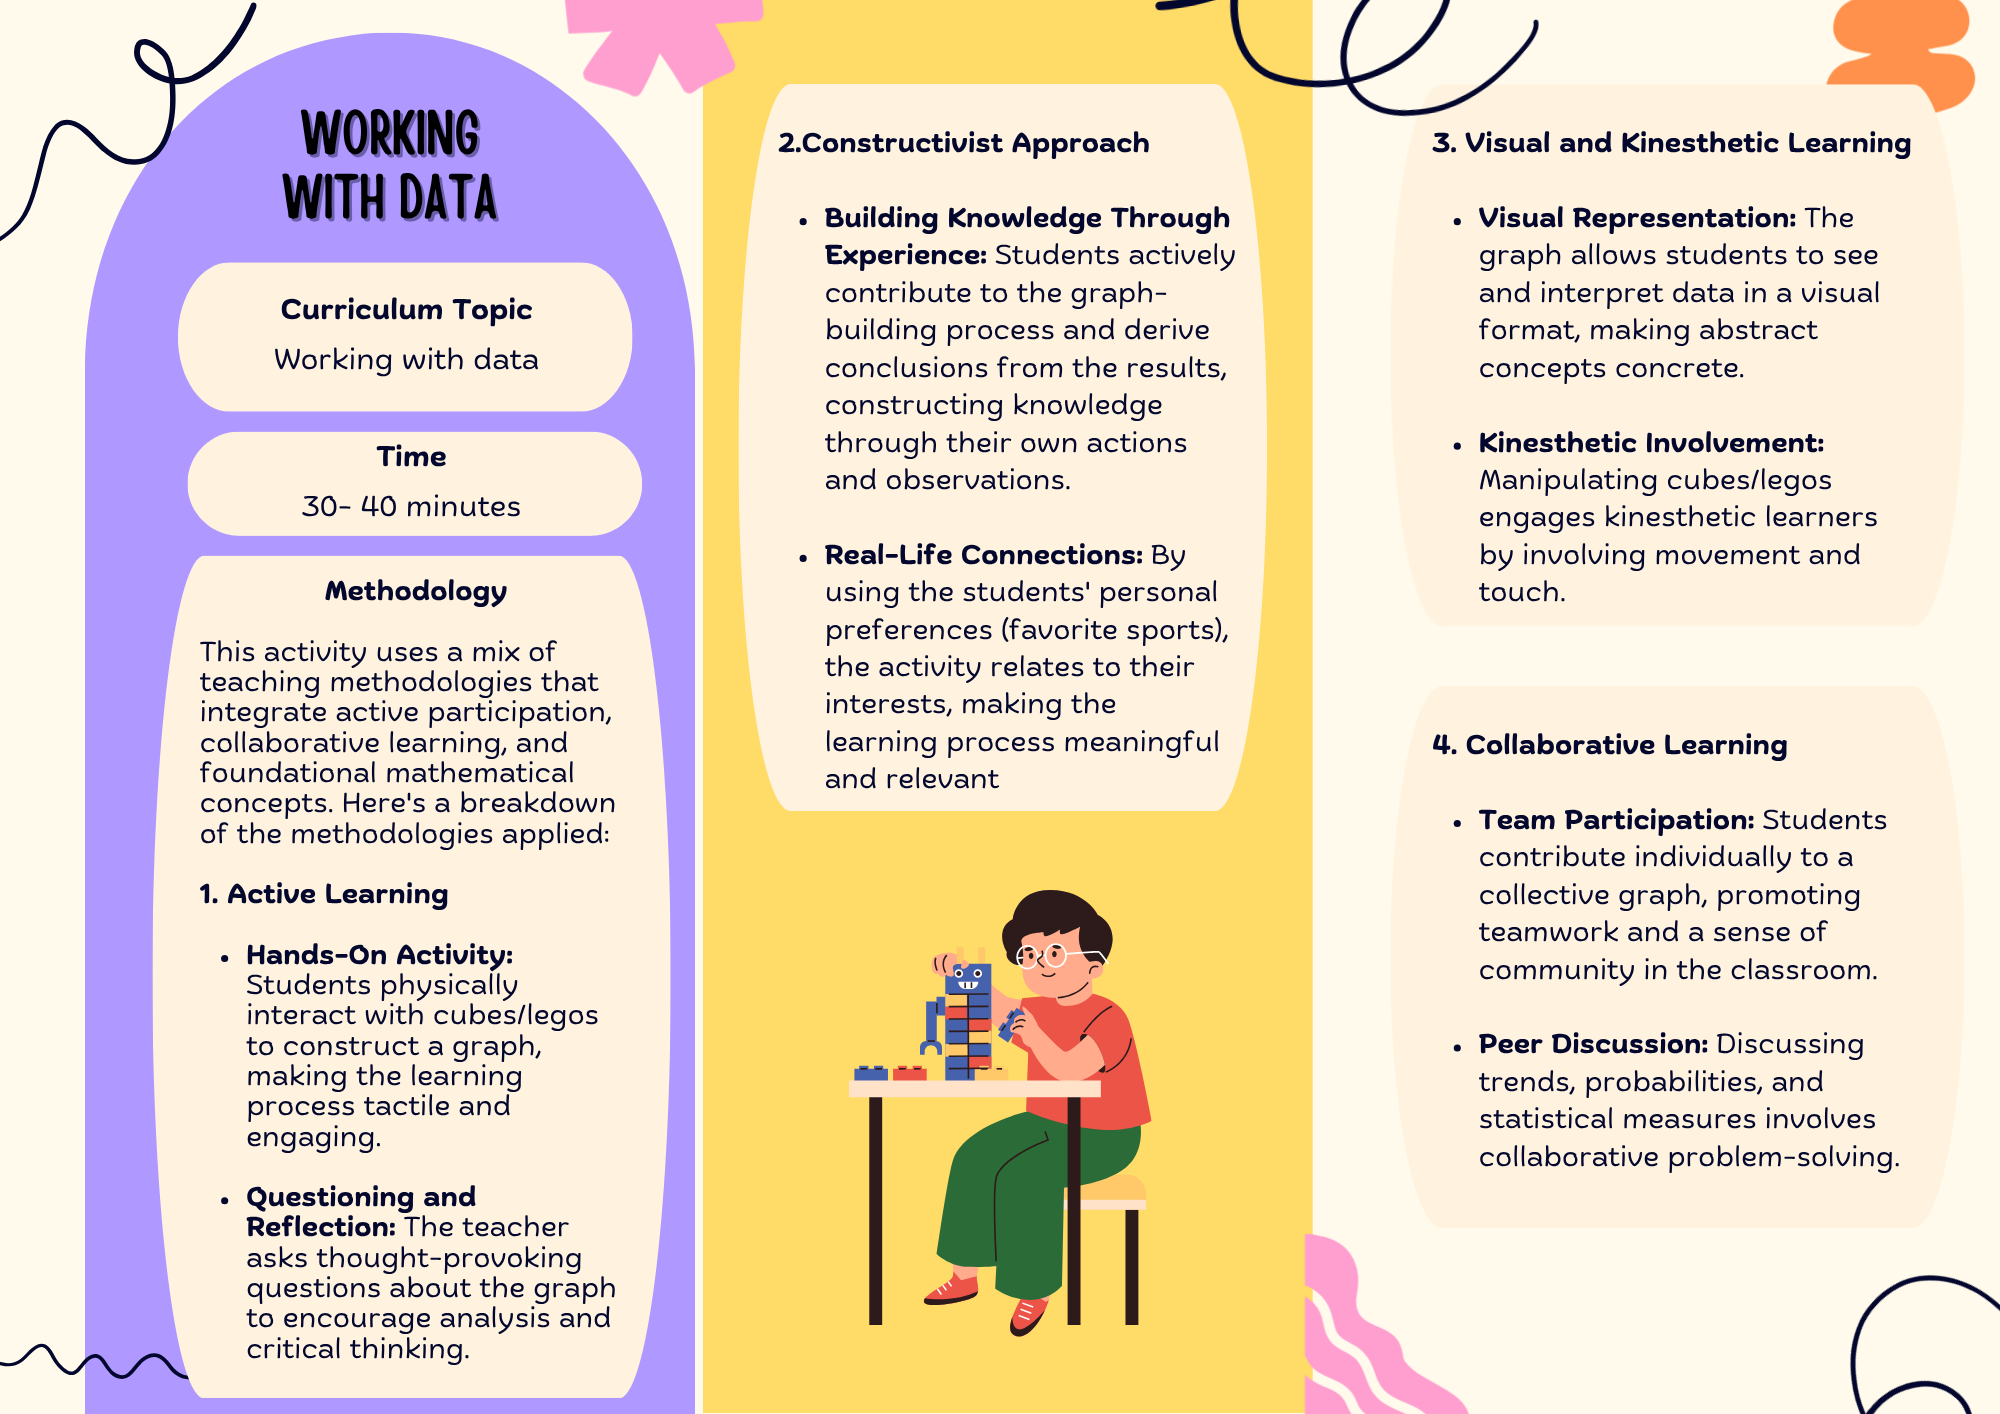 WORKING
WITH DATA
Curriculum Topic
Working with data
Time
30- 40 minutes
Methodology
This activity uses a mix of
teaching methodologies that
integrate active participation,
collaborative learning, and
foundational mathematical
concepts. Here's a breakdown
of the methodologies applied:
1. Active Learning
• Hands-On Activity:
Students physically
interact with cubes/legos
to construct a graph,
making the learning
process tactile and
engaging.
• Questioning and
Reflection: The teacher
asks thought-provoking
questions about the graph
to encourage analysis and
critical thinking.
2.Constructivist Approach
• Building Knowledge Through
Experience: Students actively
contribute to the graph-
building process and derive
conclusions from the results,
constructing knowledge
through their own actions
and observations.
• Real-Life Connections: By
using the students' personal
preferences (favorite sports),
the activity relates to their
interests, making the
learning process meaningful
and relevant
3. Visual and Kinesthetic Learning
• Visual Representation: The
graph allows students to see
and interpret data in a visual
format, making abstract
concepts concrete.
• Kinesthetic Involvement:
Manipulating cubes/legos
engages kinesthetic learners
by involving movement and
touch.
4. Collaborative Learning
• Team Participation: Students
contribute individually to a
collective graph, promoting
teamwork and a sense of
community in the classroom.
• Peer Discussion: Discussing
trends, probabilities, and
statistical measures involves
collaborative problem-solving.